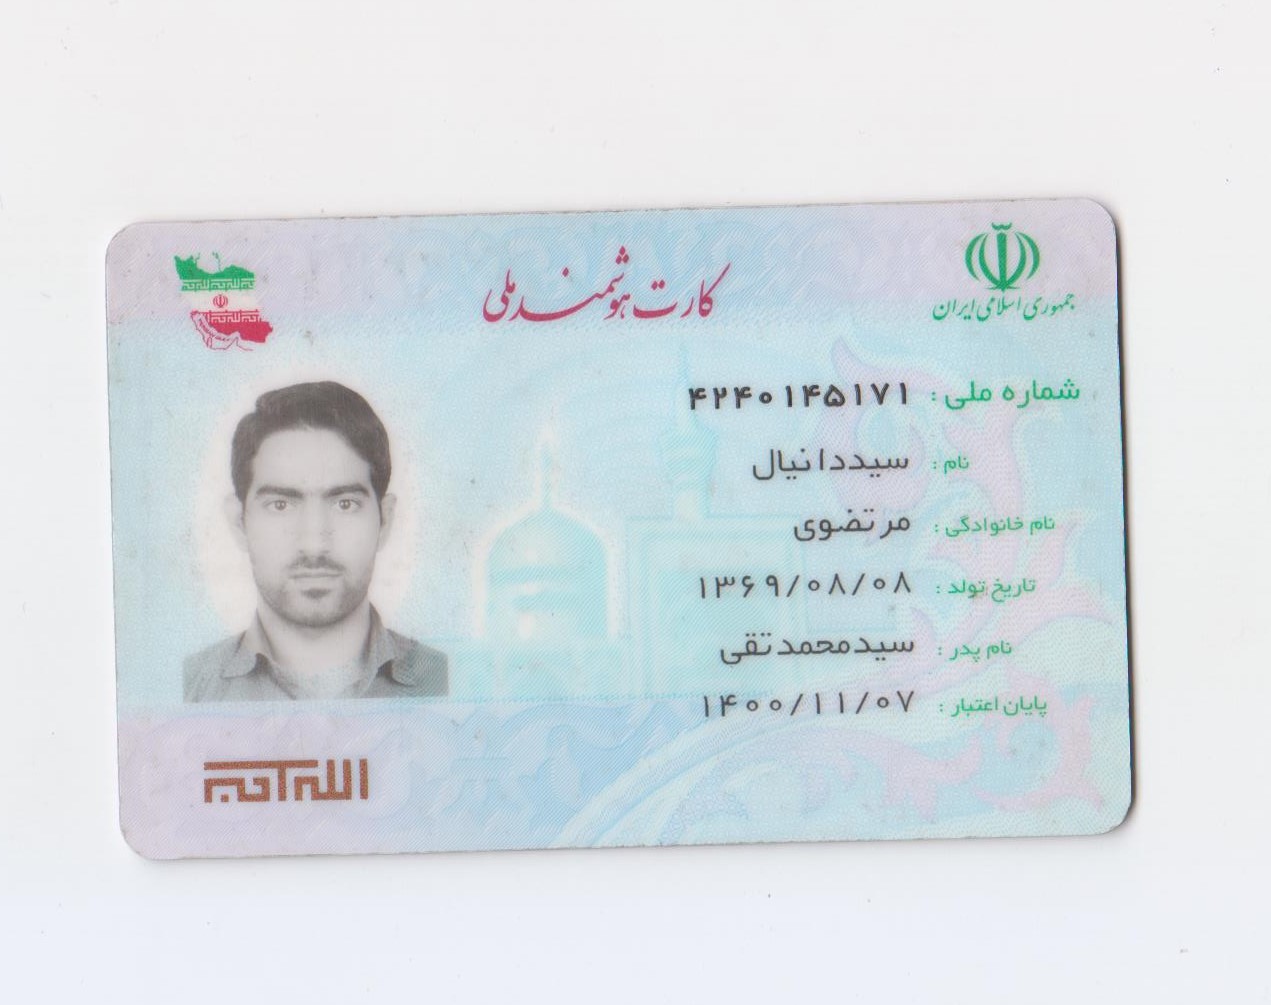 جمهوری اسلامی ایران
کارت هوشمند ملی
شماره ملی : ۴۲۴۰۱۴۵۱۷۱
نام : سیددانیال
نام خانوادگی : مرتضوی
تاریخ تولد : ۱۳۶۹/۰۸/۰۸
نام پدر : سیدمحمدتقی
پایان اعتبار : ۱۴۰۰/۱۱/۰۷
الله اکبر